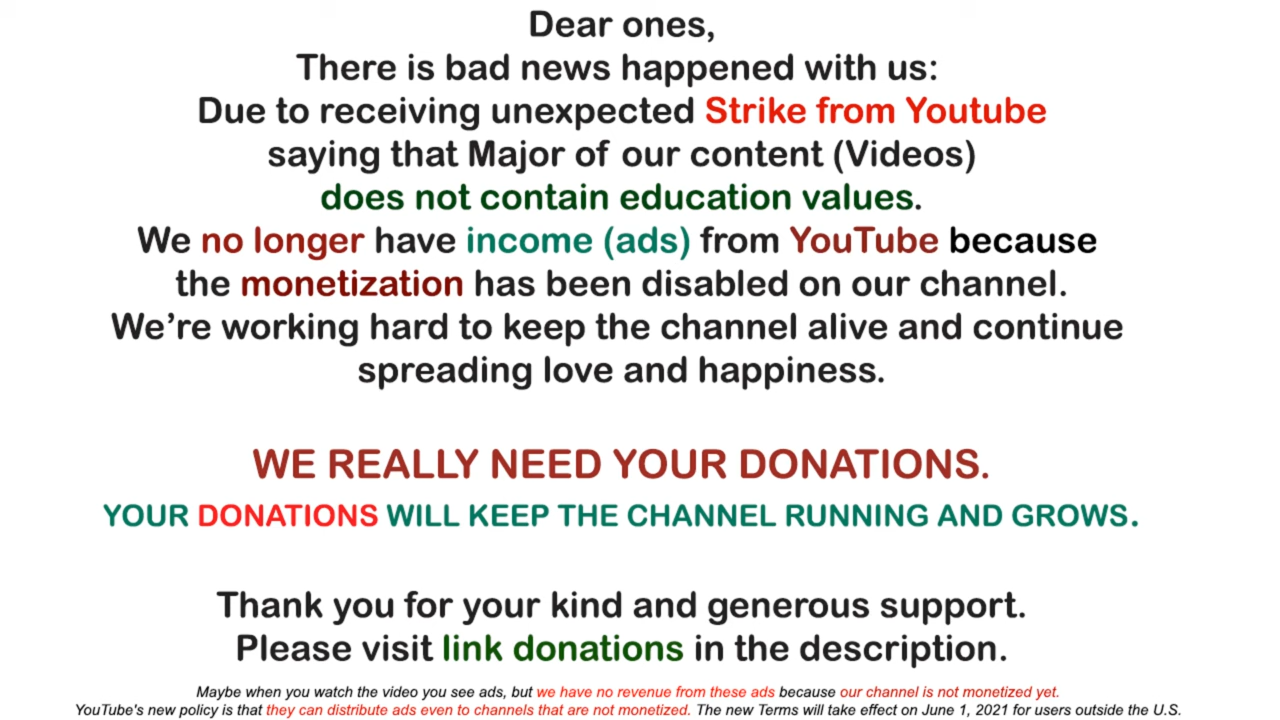 Dear ones,
There is bad news happened with us:
Due to receiving unexpected Strike from Youtube
saying that Major of our content (Videos)
does not contain education values.
We no longer have income (ads) from YouTube because
the monetization has been disabled on our channel.
We’re working hard to keep the channel alive and continue
spreading love and happiness.
WE REALLY NEED YOUR DONATIONS.
YOUR DONATIONS WILL KEEP THE CHANNEL RUNNING AND GROWS.
Thank you for your kind and generous support.
Please visit link donations in the description.
Maybe when you watch the video you see ads, but we have no revenue from these ads because our channel is not monetized yet.
YouTube's new policy is that they can distribute ads even to channels that are not monetized. The new Terms will take effect on June 1, 2021 for users outside the U.S.